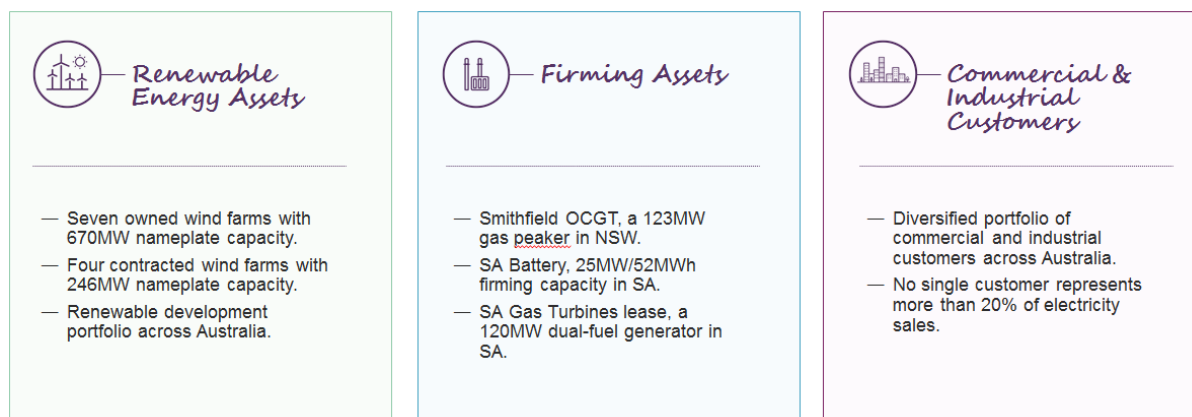 Renewable
Energy Assets
— Seven owned wind farms with
670MW nameplate capacity.
— Four contracted wind farms with
246MW nameplate capacity.
— Renewable development
portfolio across Australia.
Firming Assets
— Smithfield OCGT, a 123MW
gas peaker in NSW.
— SA Battery, 25MW/52MWh
firming capacity in SA.
— SA Gas Turbines lease, a
120MW dual-fuel generator in
SA.
Commercial &
Industrial
Customers
— Diversified portfolio of
commercial and industrial
customers across Australia.
— No single customer represents
more than 20% of electricity
sales.